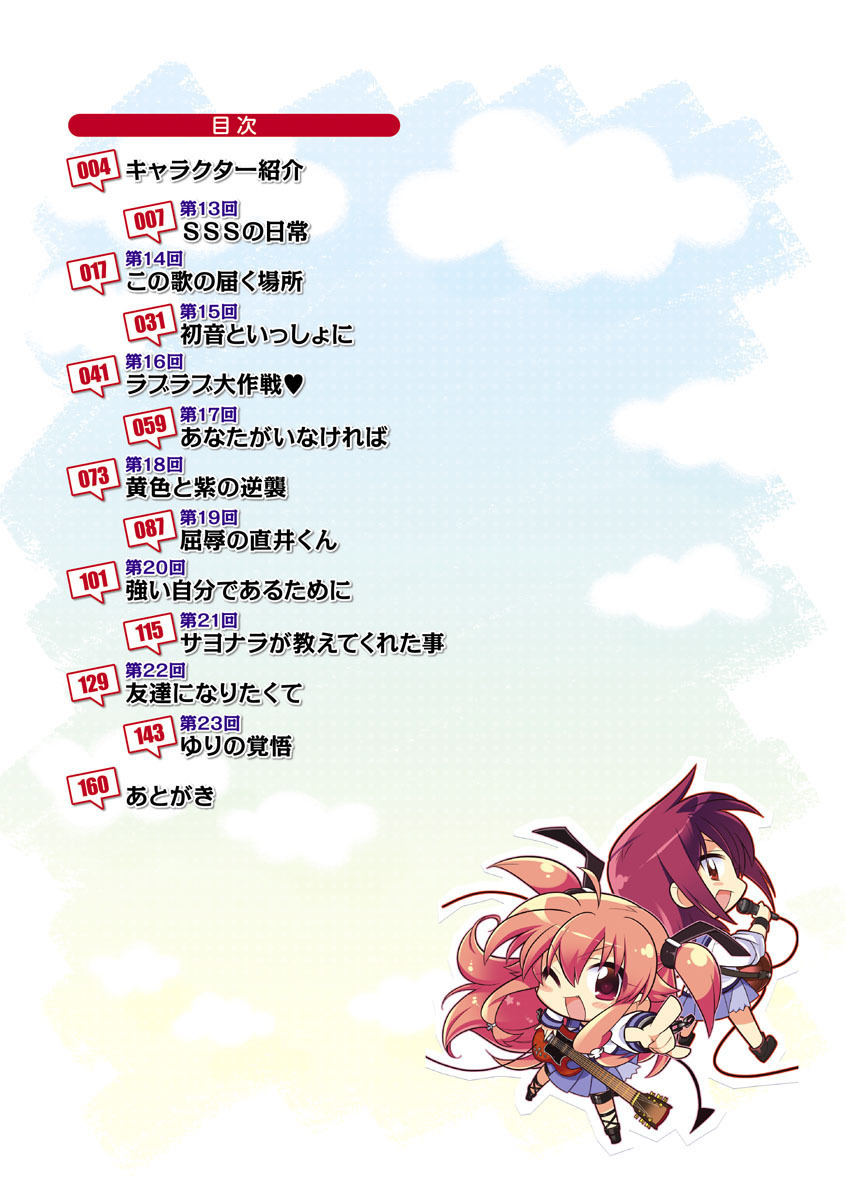 目次
004
キャラクター紹介
007
第13回
ＳＳＳの日常
017
第14回
この歌の届く場所
031
第15回
初音といっしょに
041
第16回
ラブラブ大作戦♥
059
第17回
あなたがいなければ
073
第18回
黄色と紫の逆襲
087
第19回
屈辱の直井くん
101
第20回
強い自分であるために
115
第21回
サヨナラが教えてくれた事
129
第22回
友達になりたくて
143
第23回
ゆりの覚悟
160
あとがき